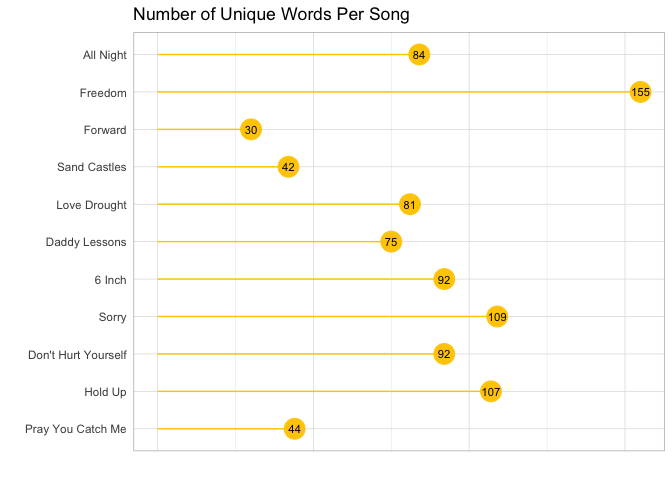 Number of Unique Words Per Song
All Night 84
Freedom 155
Forward 30
Sand Castles 42
Love Drought 81
Daddy Lessons 75
6 Inch 92
Sorry 109
Don't Hurt Yourself 92
Hold Up 107
Pray You Catch Me 44